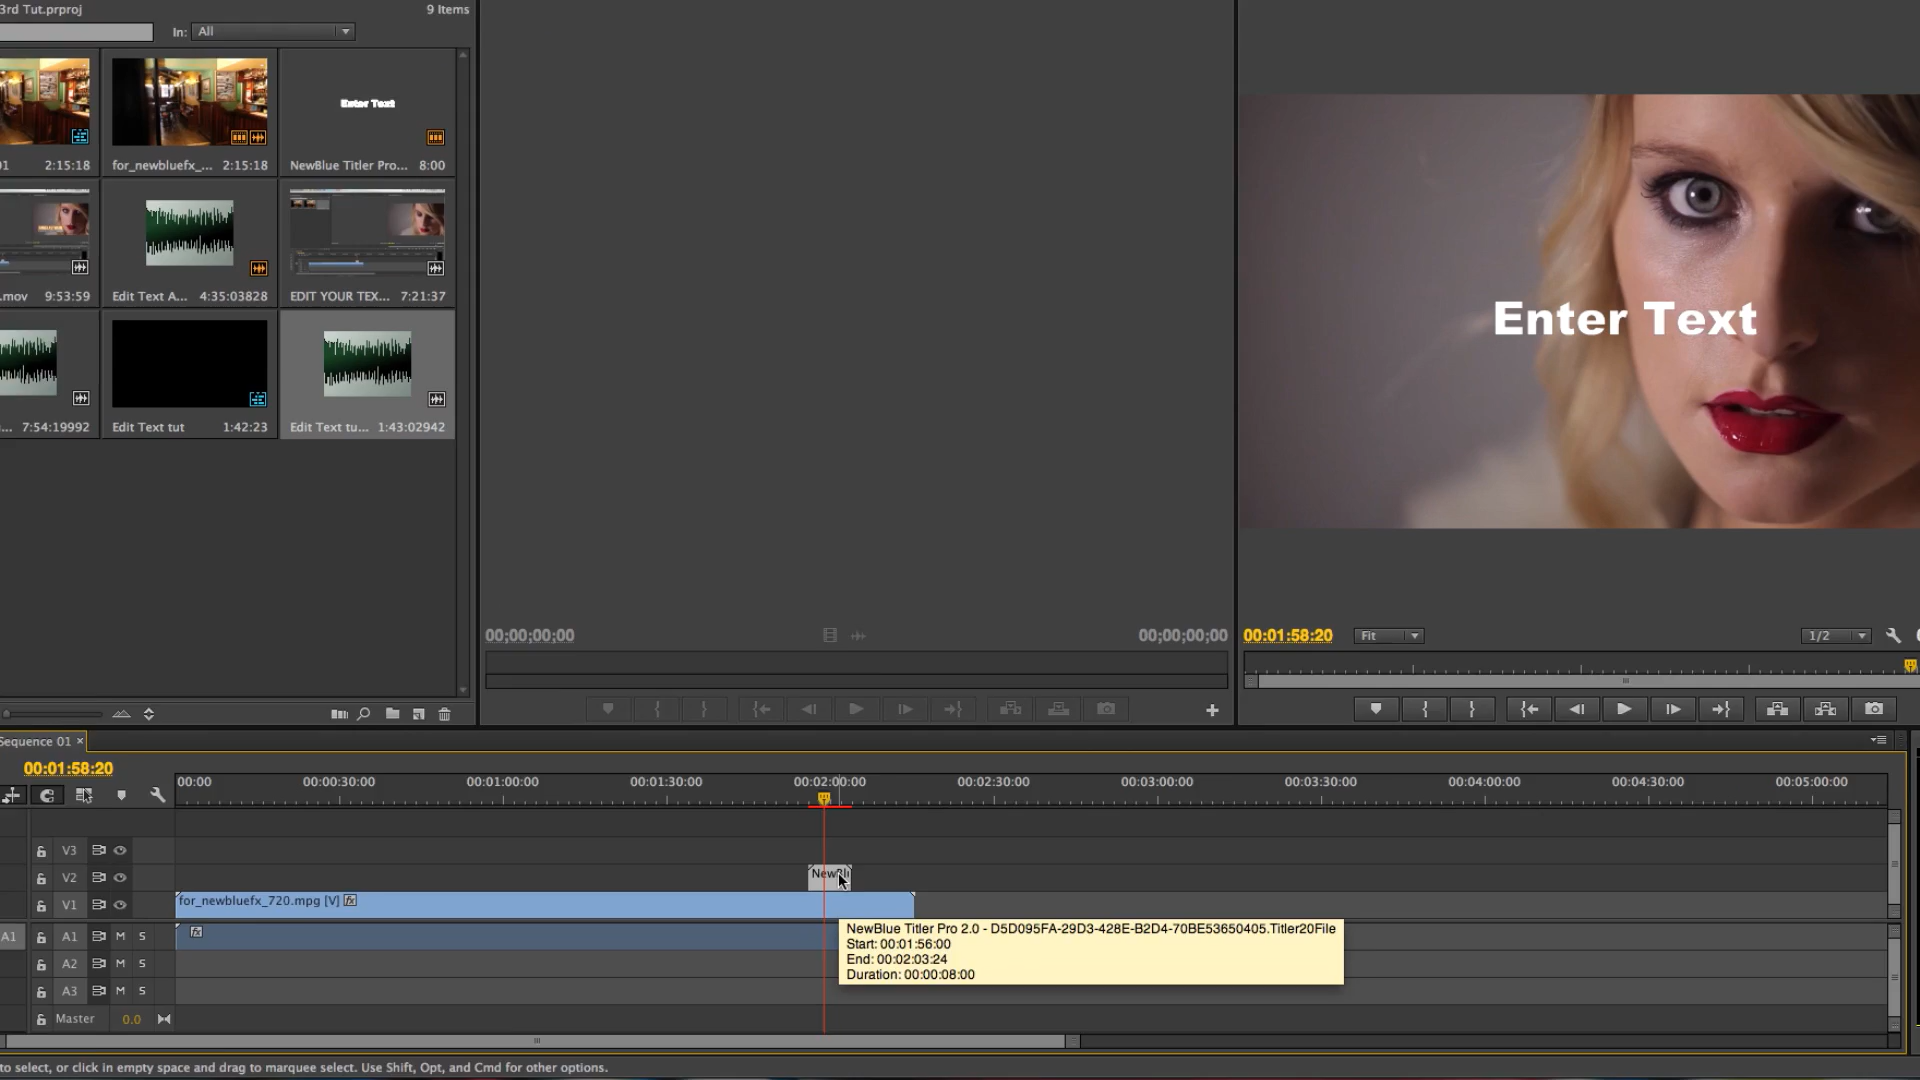 3rd Tut.prproj
9 Items
In: All
Enter Text
01 2:15:18
for_newbluefx_... 2:15:18
NewBlue Titler Pro... 8:00
.mov 9:53:59
Edit Text A... 4:35:03828
EDIT YOUR TEX... 7:21:37
... 7:54:19992
Edit Text tut 1:42:23
Edit Text tu... 1:43:02942
Enter Text
00;00;00;00
00;00;00;00
00:01:58:20
Fit
1/2
Sequence 01
00:01:58:20
00:00
00:00:30:00
00:01:00:00
00:01:30:00
00:02:00:00
00:02:30:00
00:03:00:00
00:03:30:00
00:04:00:00
00:04:30:00
00:05:00:00
V3
V2
NewBlu
V1
for_newbluefx_720.mpg [V] fx
A1 A1 M S fx
A2 M S
A3 M S
Master 0.0
NewBlue Titler Pro 2.0 - D5D095FA-29D3-428E-B2D4-70BE53650405.Titler20File
Start: 00:01:56:00
End: 00:02:03:24
Duration: 00:00:08:00
to select, or click in empty space and drag to marquee select. Use Shift, Opt, and Cmd for other options.